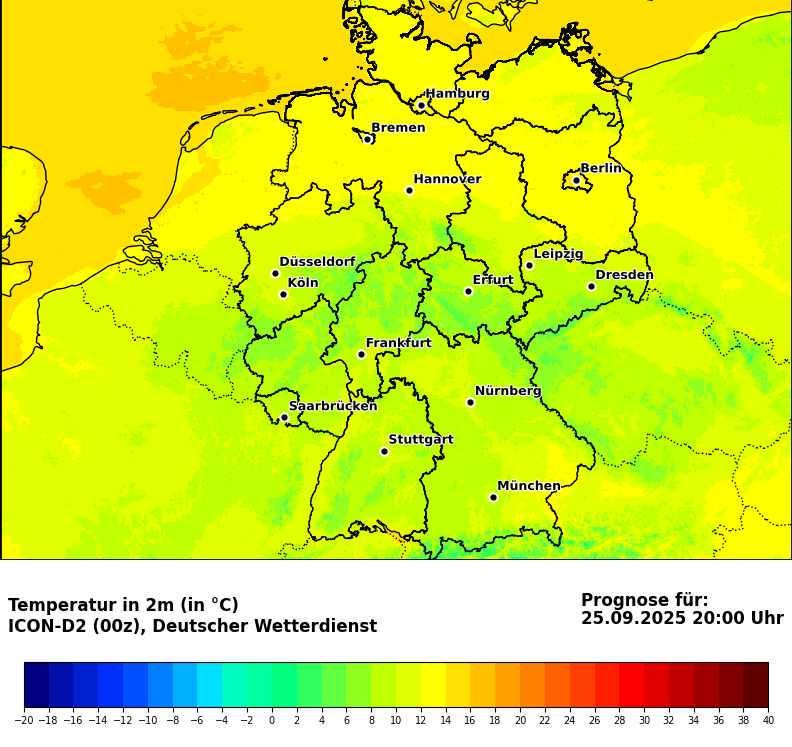 Hamburg
Bremen
Berlin
Hannover
Leipzig
Düsseldorf
Dresden
Köln
Erfurt
Frankfurt
Nürnberg
Saarbrücken
Stuttgart
München
Temperatur in 2m (in °C)
ICON-D2 (00z), Deutscher Wetterdienst
Prognose für:
25.09.2025 20:00 Uhr
−20 −18 −16 −14 −12 −10 −8 −6 −4 −2 0 2 4 6 8 10 12 14 16 18 20 22 24 26 28 30 32 34 36 38 40